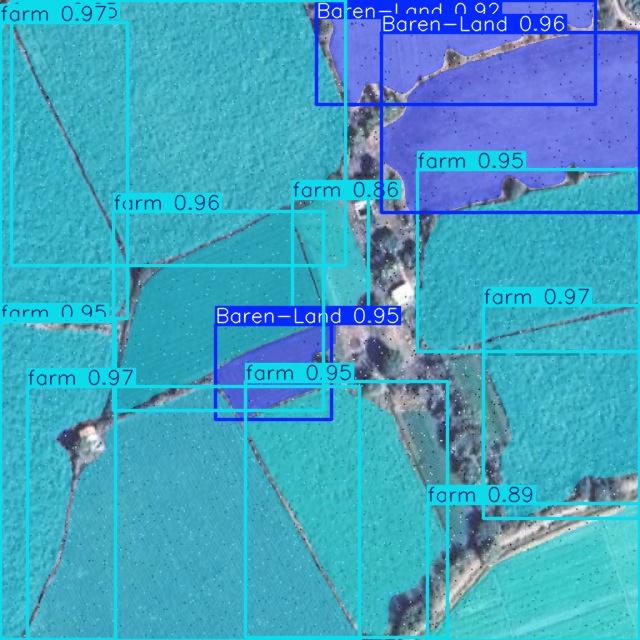 farm 0.97
Baren-Land 0.92
Baren-Land 0.96
farm 0.95
farm 0.86
farm 0.96
farm 0.97
farm 0.95
Baren-Land 0.95
farm 0.95
farm 0.97
farm 0.89